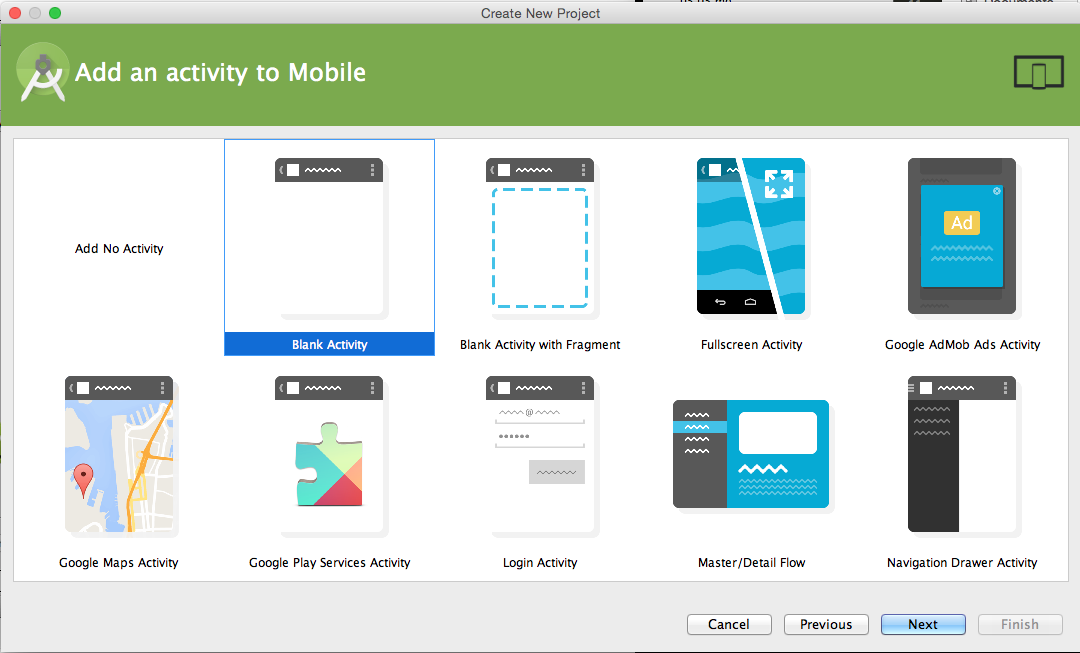 Create New Project
Add an activity to Mobile
Add No Activity
Blank Activity
Blank Activity with Fragment
Fullscreen Activity
Ad
Google AdMob Ads Activity
Google Maps Activity
Google Play Services Activity
@
Login Activity
Master/Detail Flow
Navigation Drawer Activity
Cancel
Previous
Next
Finish